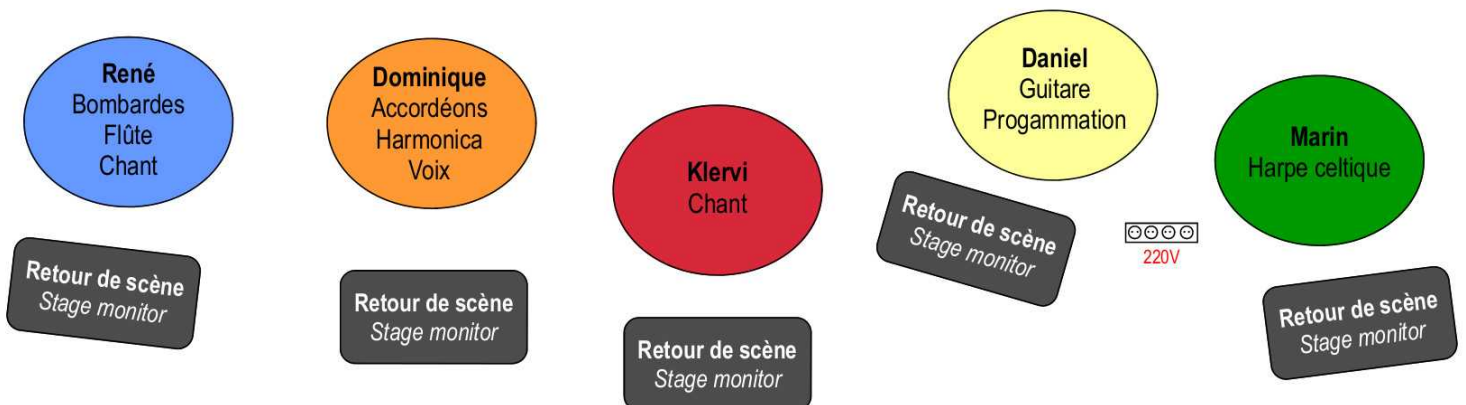 René
Bombardes
Flûte
Chant
Retour de scène
Stage monitor
Dominique
Accordéons
Harmonica
Voix
Retour de scène
Stage monitor
Klervi
Chant
Retour de scène
Stage monitor
Daniel
Guitare
Progammation
Retour de scène
Stage monitor
220V
Marin
Harpe celtique
Retour de scène
Stage monitor